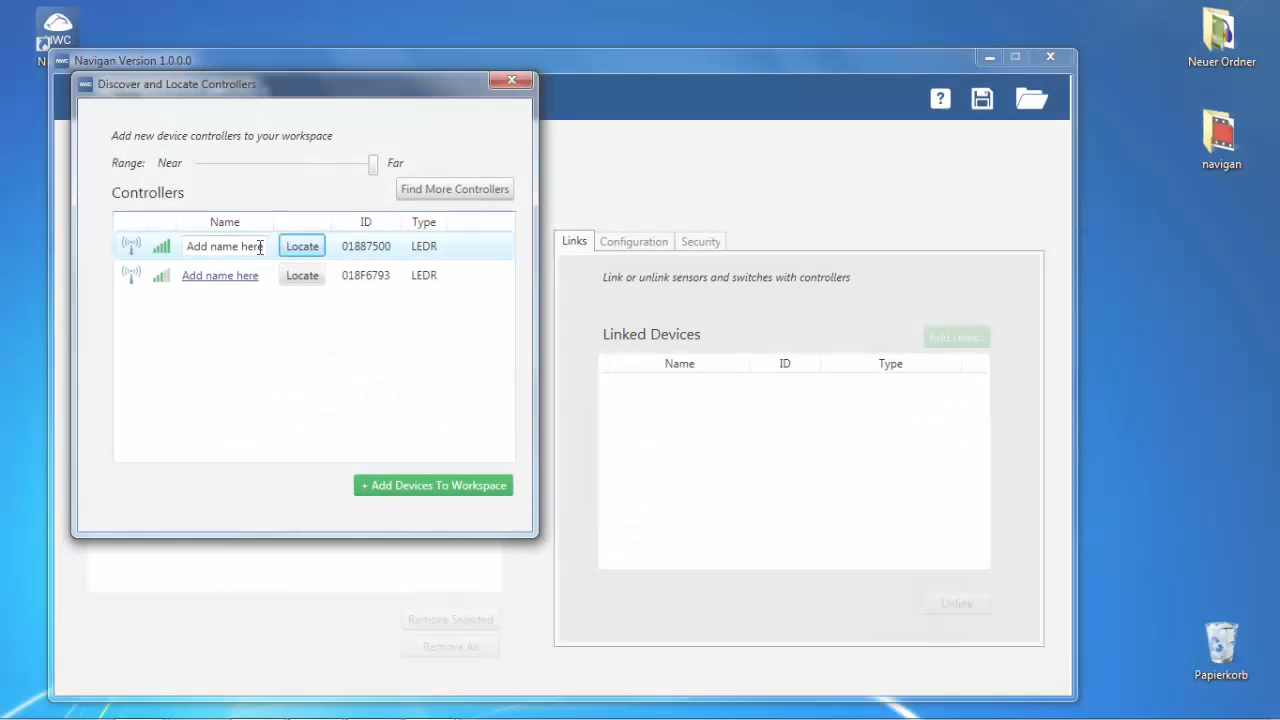 NWC
Neuer Ordner
Navigan Version 1.0.0.0
Discover and Locate Controllers
?
navigan
Add new device controllers to your workspace
Range: Near Far
Controllers
Find More Controllers
Name ID Type
Add name here Locate 01887500 LEDR
Add name here Locate 018F6793 LEDR
+ Add Devices To Workspace
Links Configuration Security
Link or unlink sensors and switches with controllers
Linked Devices
Name ID Type
Unlink
Remove Selected
Remove All
Papierkorb